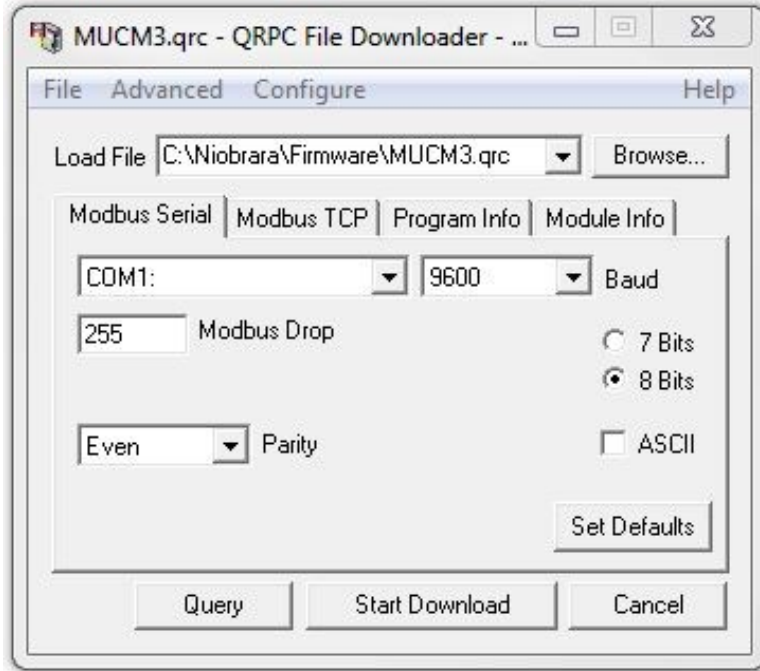 MUCM3.qrc - QRPC File Downloader - ...
File Advanced Configure Help
Load File C:\Niobrara\Firmware\MUCM3.qrc Browse...
Modbus Serial Modbus TCP Program Info Module Info
COM1: 9600 Baud
255 Modbus Drop
7 Bits
8 Bits
Even Parity ASCII
Set Defaults
Query Start Download Cancel